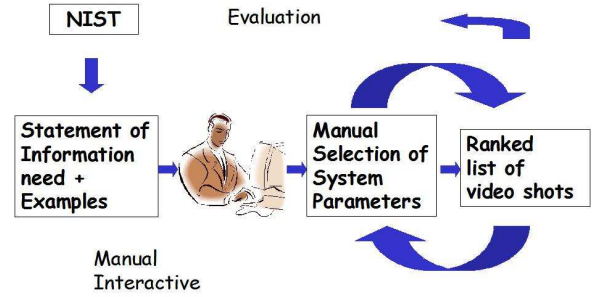 NIST
Evaluation
Statement of
Information
need +
Examples
Manual
Selection of
System
Parameters
Ranked
list of
video shots
Manual
Interactive